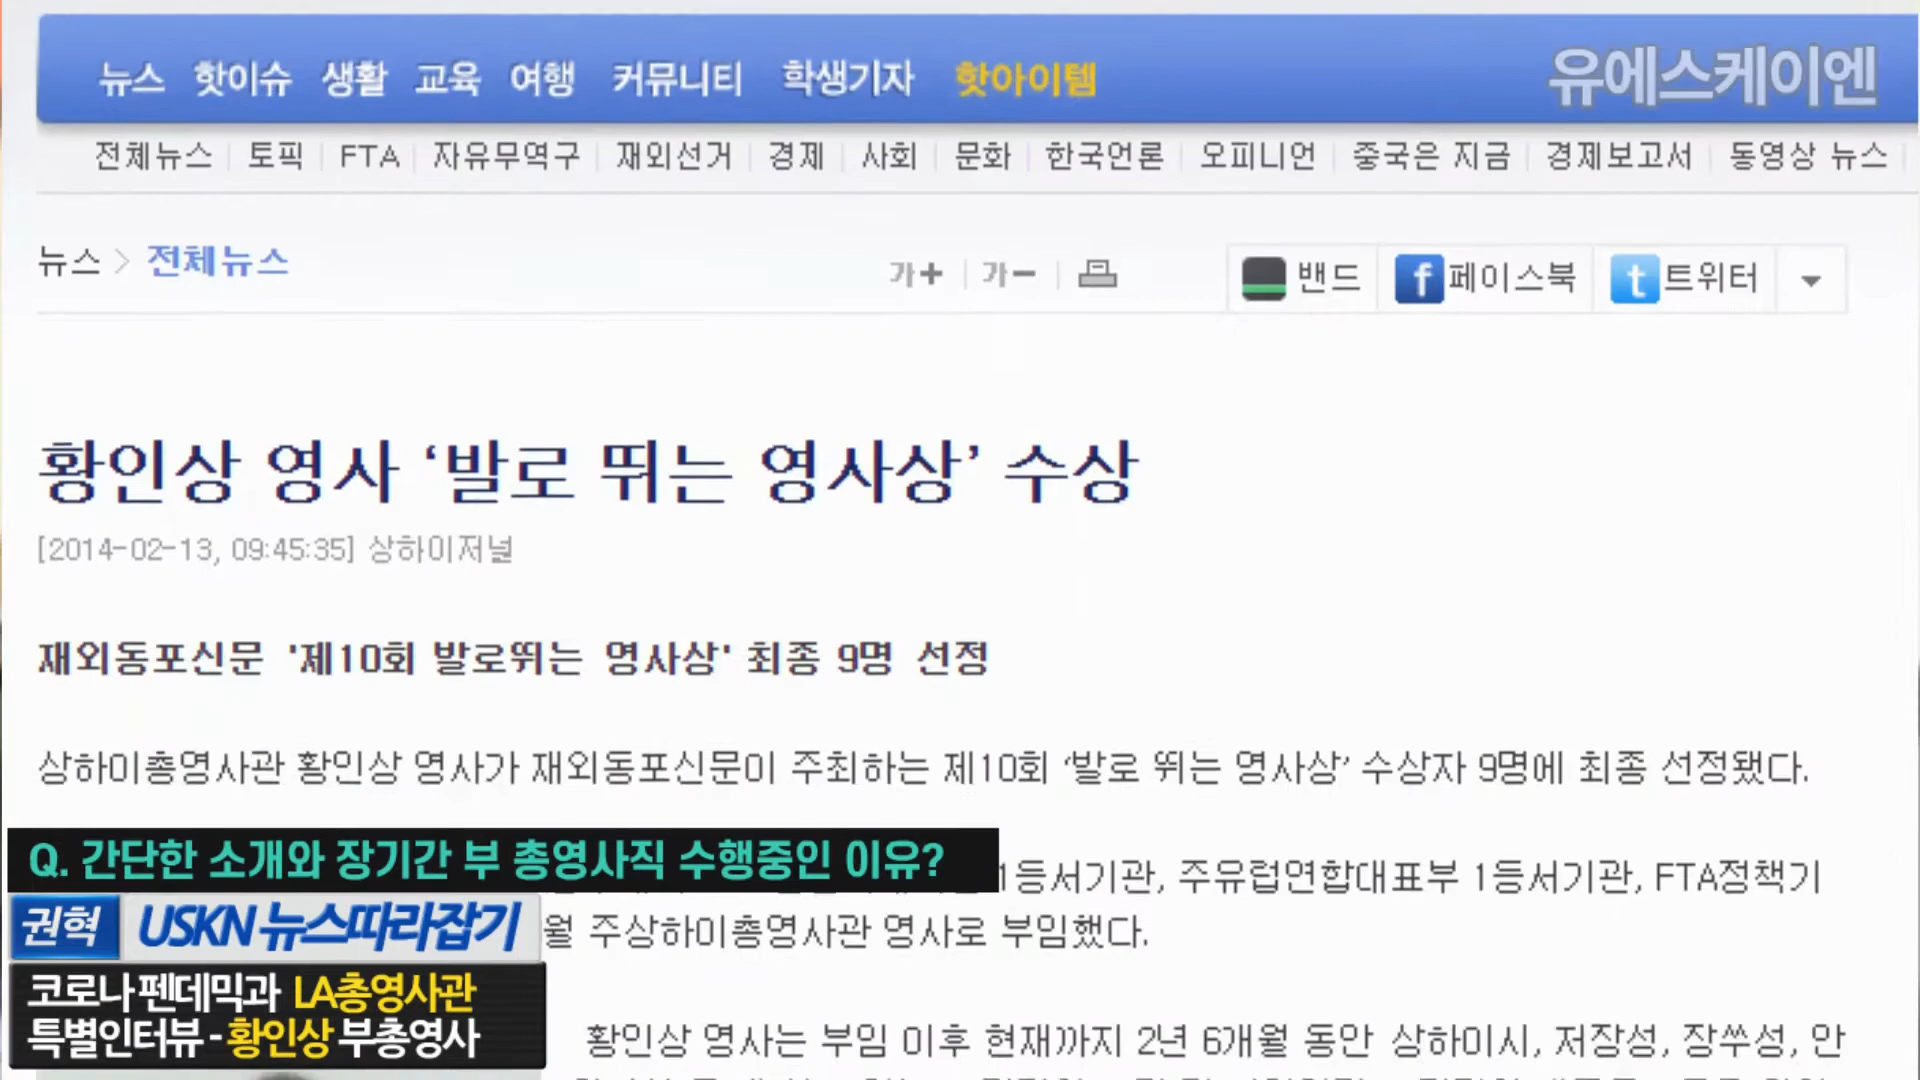 뉴스 핫이슈 생활 교육 여행 커뮤니티 학생기자 핫아이템 유에스케이엔
전체뉴스 토픽 FTA 자유무역구 재외선거 경제 사회 문화 한국언론 오피니언 중국은 지금 경제보고서 동영상 뉴스
뉴스 > 전체뉴스 가+ 가- 밴드 페이스북 트위터
황인상 영사 ‘발로 뛰는 영사상’ 수상
[2014-02-13, 09:45:35] 상하이저널
재외동포신문 '제10회 발로뛰는 영사상' 최종 9명 선정
상하이총영사관 황인상 영사가 재외동포신문이 주최하는 제10회 ‘발로 뛰는 영사상’ 수상자 9명에 최종 선정됐다.
Q. 간단한 소개와 장기간 부 총영사직 수행중인 이유?
1등서기관, 주유럽연합대표부 1등서기관, FTA정책기
권혁 USKN 뉴스따라잡기
월 주상하이총영사관 영사로 부임했다.
코로나 펜데믹과 LA총영사관
특별인터뷰 - 황인상 부총영사
황인상 영사는 부임 이후 현재까지 2년 6개월 동안 상하이시, 저장성, 장쑤성, 안